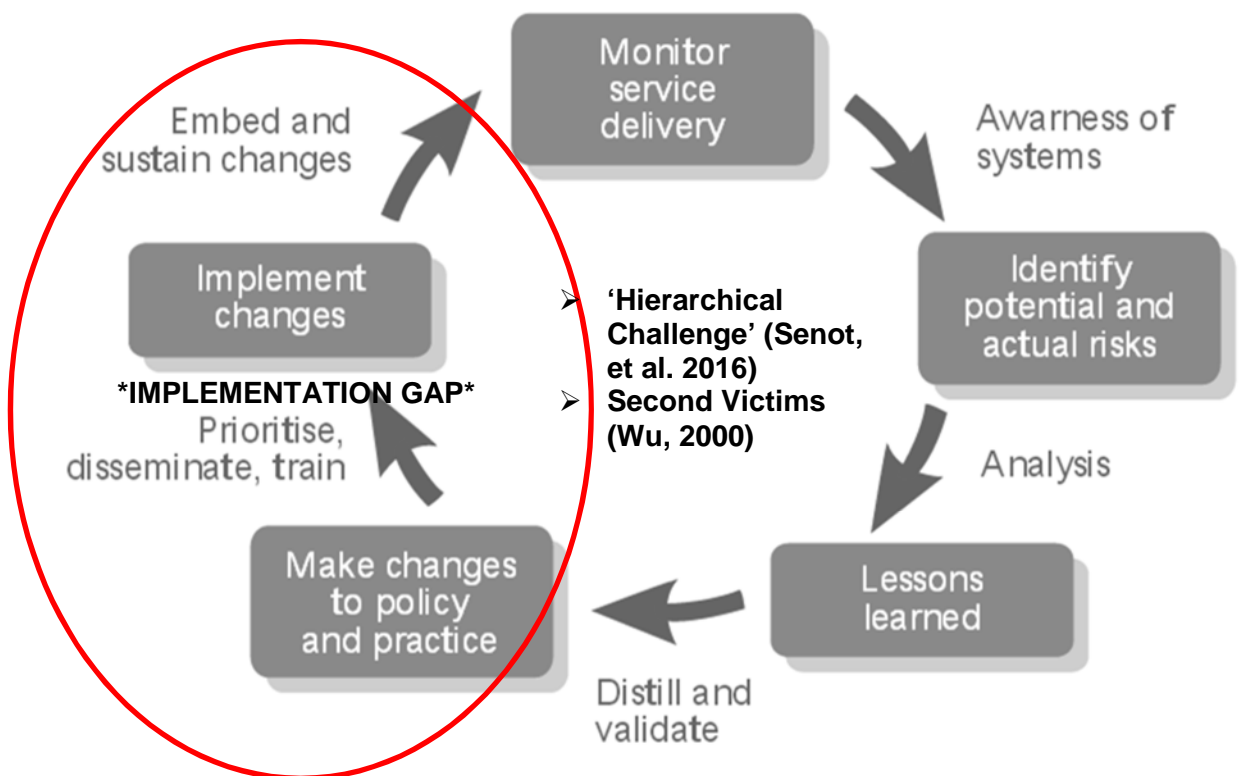 Monitor
service
delivery
Awarness of
systems
Identify
potential and
actual risks
Analysis
Lessons
learned
Distill and
validate
Make changes
to policy
and practice
Prioritise,
disseminate, train
*IMPLEMENTATION GAP*
Implement
changes
Embed and
sustain changes
➢ ‘Hierarchical
Challenge’ (Senot,
et al. 2016)
➢ Second Victims
(Wu, 2000)